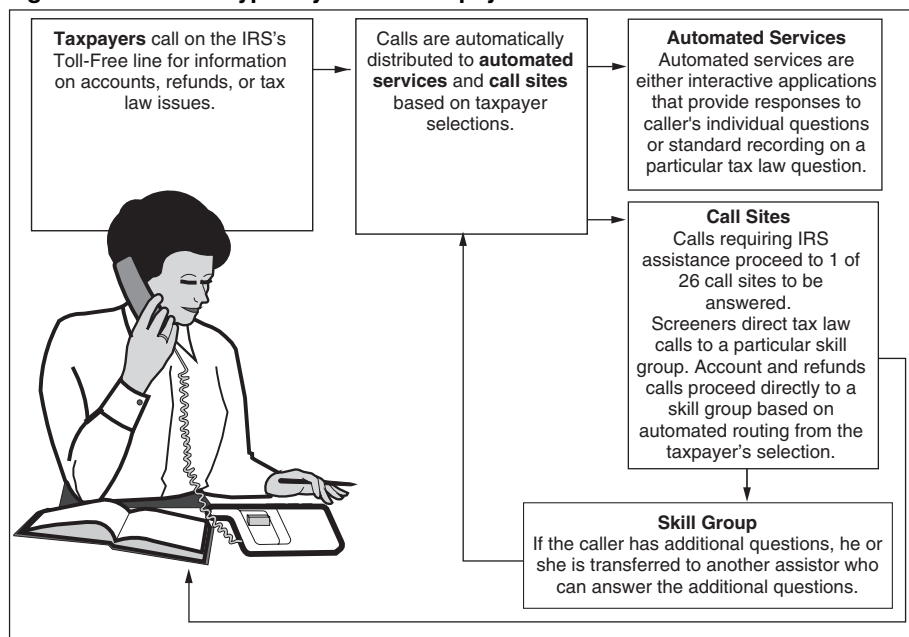 Taxpayers call on the IRS's
Toll-Free line for information
on accounts, refunds, or tax
law issues.
Calls are automatically
distributed to automated
services and call sites
based on taxpayer
selections.
Automated Services
Automated services are
either interactive applications
that provide responses to
caller's individual questions
or standard recording on a
particular tax law question.
Call Sites
Calls requiring IRS
assistance proceed to 1 of
26 call sites to be
answered.
Screeners direct tax law
calls to a particular skill
group. Account and refunds
calls proceed directly to a
skill group based on
automated routing from the
taxpayer's selection.
Skill Group
If the caller has additional questions, he or
she is transferred to another assistor who
can answer the additional questions.